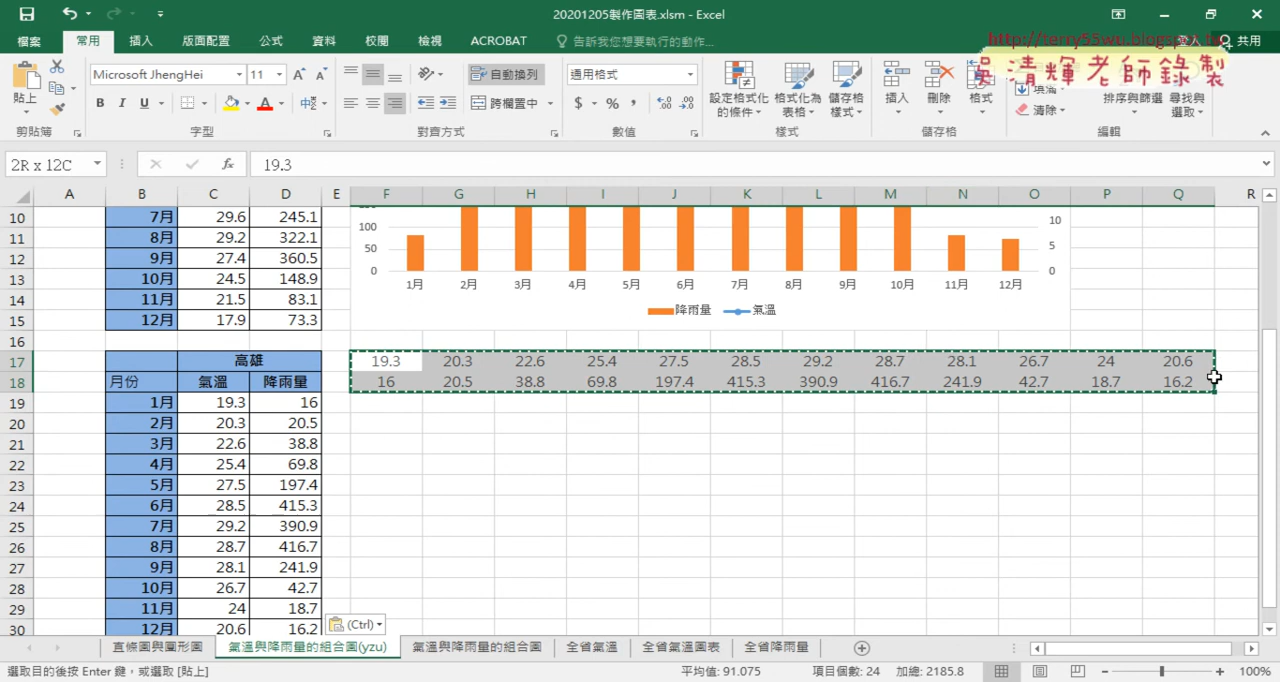 20201205製作圖表.xlsm - Excel
檔案 常用 插入 版面配置 公式 資料 校閱 檢視 ACROBAT 告訴我您想要執行的動作... 共用
http://terry55wu.blogspot.tw
吳清輝老師錄製
貼上 Microsoft JhengHei 11 自動換列 通用格式 設定格式化的條件 格式化為表格 儲存格樣式 插入 刪除 格式 清除 排序與篩選 尋找與選取
B I U 跨欄置中 $ %
剪貼簿 字型 對齊方式 數值 樣式 儲存格 編輯
2R x 12C fx 19.3
A B C D E F G H I J K L M N O P Q R
10 7月 29.6 245.1
11 8月 29.2 322.1
12 9月 27.4 360.5
13 10月 24.5 148.9
14 11月 21.5 83.1
15 12月 17.9 73.3
100 50 0
10 5 0
1月 2月 3月 4月 5月 6月 7月 8月 9月 10月 11月 12月
降雨量 氣溫
16
17 高雄 19.3 20.3 22.6 25.4 27.5 28.5 29.2 28.7 28.1 26.7 24 20.6
18 月份 氣溫 降雨量 16 20.5 38.8 69.8 197.4 415.3 390.9 416.7 241.9 42.7 18.7 16.2
19 1月 19.3 16
20 2月 20.3 20.5
21 3月 22.6 38.8
22 4月 25.4 69.8
23 5月 27.5 197.4
24 6月 28.5 415.3
25 7月 29.2 390.9
26 8月 28.7 416.7
27 9月 28.1 241.9
28 10月 26.7 42.7
29 11月 24 18.7
30 12月 20.6 16.2
(Ctrl)
直條圖與圓形圖 氣溫與降雨量的組合圖(yzu) 氣溫與降雨量的組合圖 全省氣溫 全省氣溫圖表 全省降雨量
選取目的後按 Enter 鍵，或選取 [貼上] 平均值: 91.075 項目個數: 24 加總: 2185.8 100%